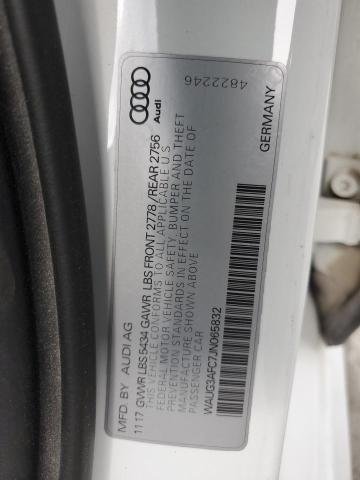 MFD. BY AUDI AG
11 17 GVWR LBS 5434 GAWR LBS FRONT 2778 / REAR 2756
THIS VEHICLE CONFORMS TO ALL APPLICABLE U.S.
FEDERAL MOTOR VEHICLE SAFETY, BUMPER AND THEFT
PREVENTION STANDARDS IN EFFECT ON THE DATE OF
MANUFACTURE SHOWN ABOVE.
PASSENGER CAR
WAUG3AFC7JN065832
Audi
4822246
GERMANY